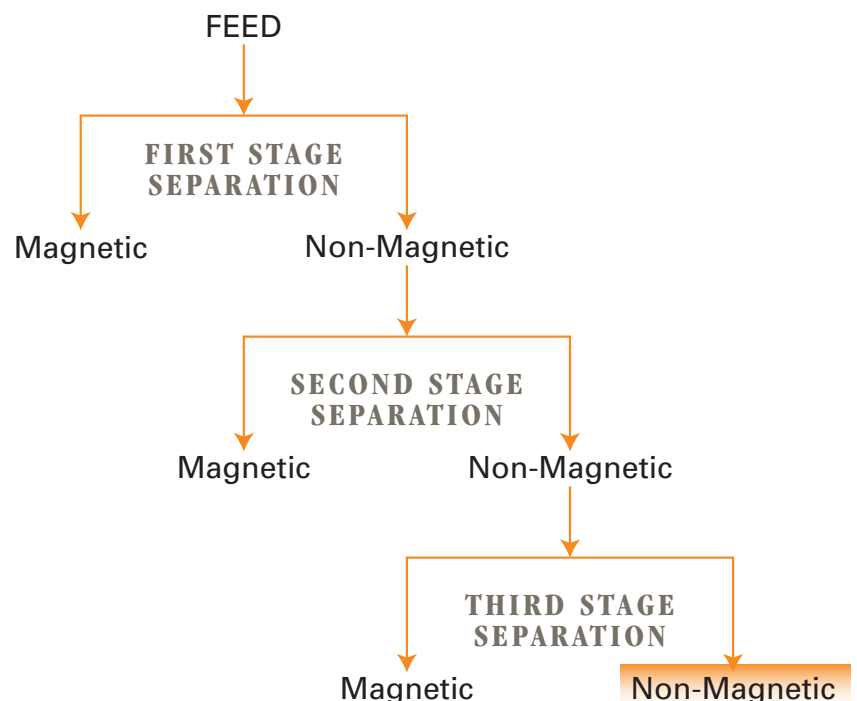 FEED
FIRST STAGE
SEPARATION
Magnetic
Non-Magnetic
SECOND STAGE
SEPARATION
Magnetic
Non-Magnetic
THIRD STAGE
SEPARATION
Magnetic
Non-Magnetic